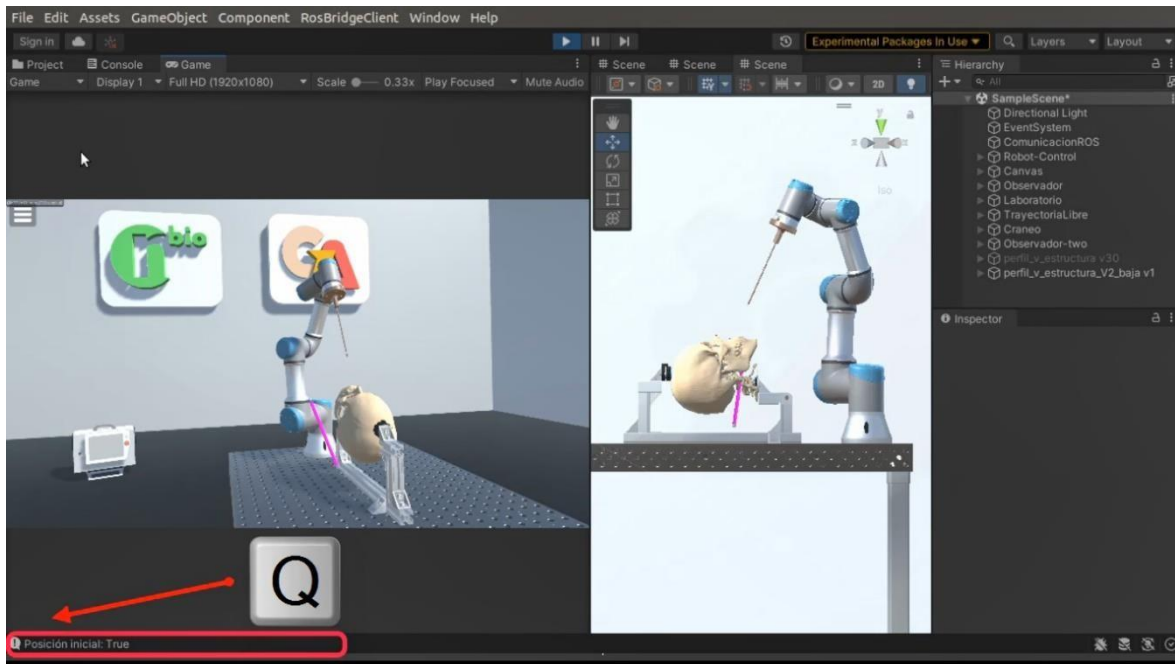 File Edit Assets GameObject Component RosBridgeClient Window Help
Sign in Experimental Packages In Use Layers Layout
Project Console Game Scene Scene Scene Hierarchy
Game Display 1 Full HD (1920x1080) Scale 0.33x Play Focused Mute Audio 2D All
SampleScene*
Directional Light
EventSystem
ComunicacionROS
Robot-Control
Canvas
Observador
Laboratorio
TrayectoriaLibre
Craneo
Observador-two
perfil_v_estructura v30
perfil_v_estructura_V2_baja v1
y
x
Iso
Inspector
bio
Q
Posición inicial: True